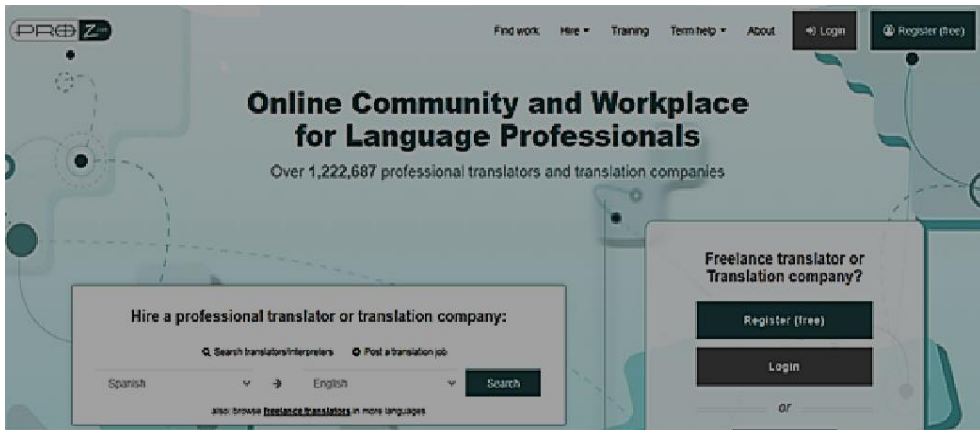 PROZ.com
Find work Hire Training Term help About Login Register (free)
Online Community and Workplace
for Language Professionals
Over 1,222,687 professional translators and translation companies
Freelance translator or
Translation company?
Hire a professional translator or translation company:
Register (free)
Search translators/interpreters Post a translation job
Login
Spanish English Search
also: browse freelance translators in more languages
or